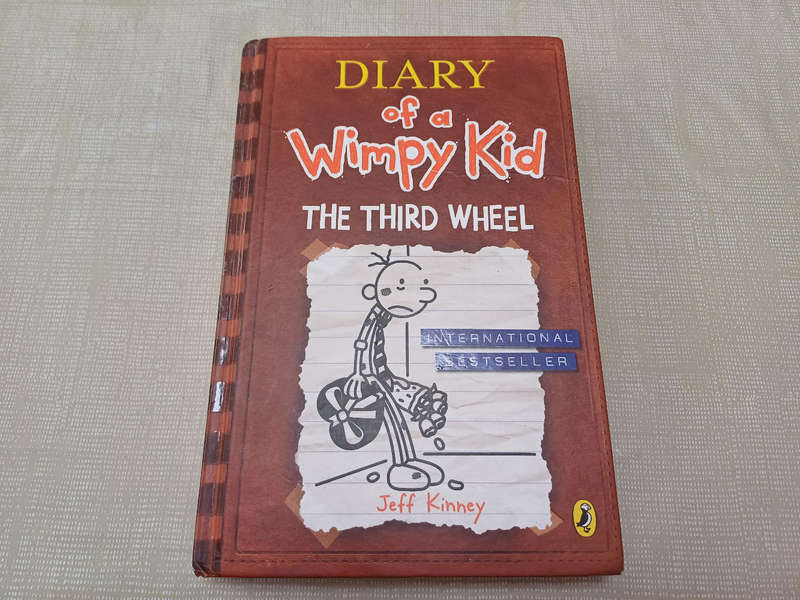 DIARY
of a
Wimpy Kid
THE THIRD WHEEL
INTERNATIONAL
BESTSELLER
Jeff Kinney